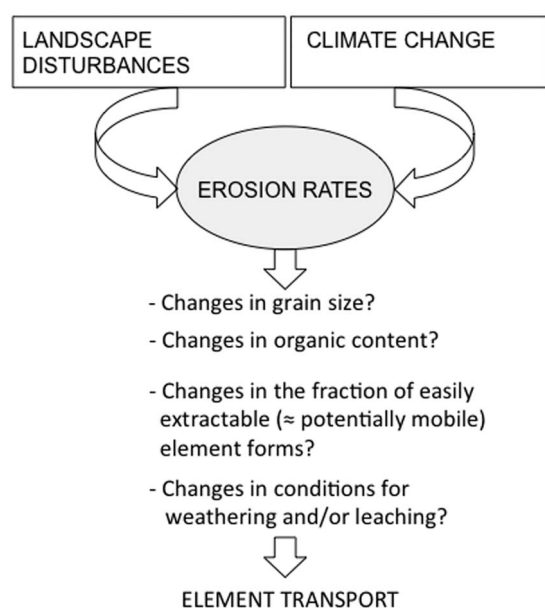 LANDSCAPE
DISTURBANCES
CLIMATE CHANGE
EROSION RATES
- Changes in grain size?
- Changes in organic content?
- Changes in the fraction of easily
extractable (≈ potentially mobile)
element forms?
- Changes in conditions for
weathering and/or leaching?
ELEMENT TRANSPORT